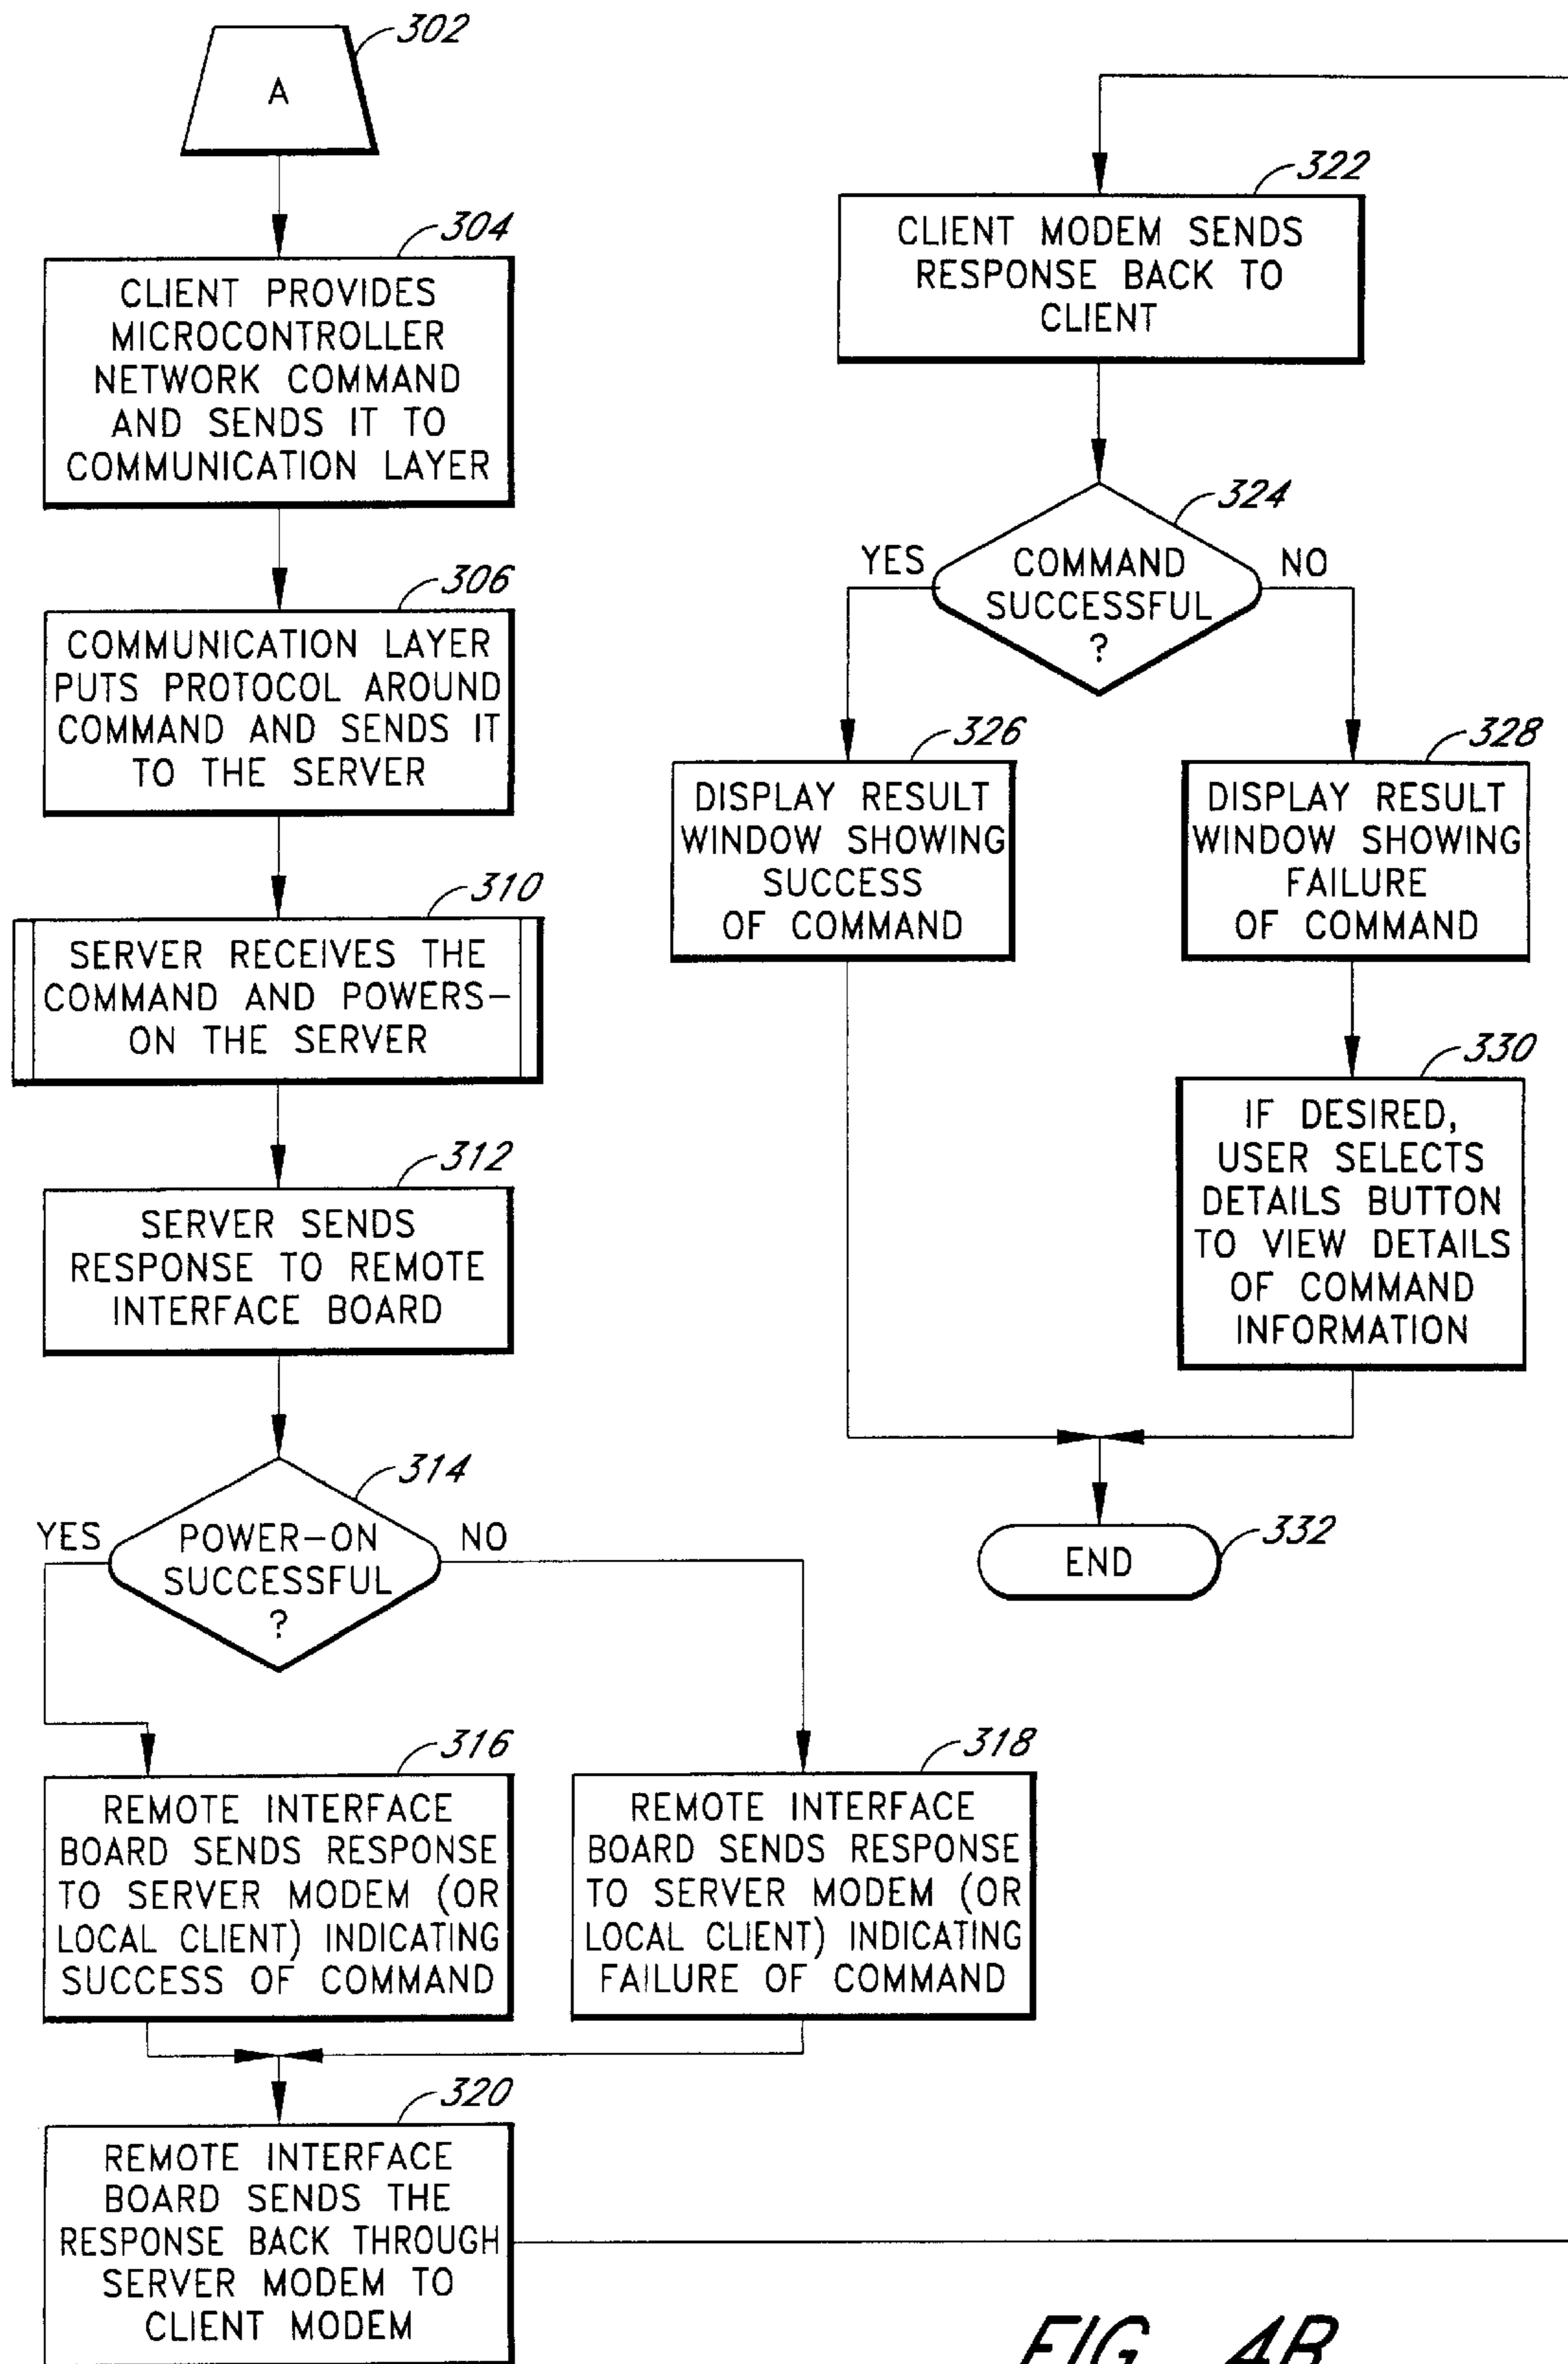 302
A
304
CLIENT PROVIDES
MICROCONTROLLER
NETWORK COMMAND
AND SENDS IT TO
COMMUNICATION LAYER
306
COMMUNICATION LAYER
PUTS PROTOCOL AROUND
COMMAND AND SENDS IT
TO THE SERVER
310
SERVER RECEIVES THE
COMMAND AND POWERS-
ON THE SERVER
312
SERVER SENDS
RESPONSE TO REMOTE
INTERFACE BOARD
314
YES
POWER-ON
SUCCESSFUL
?
NO
316
REMOTE INTERFACE
BOARD SENDS RESPONSE
TO SERVER MODEM (OR
LOCAL CLIENT) INDICATING
SUCCESS OF COMMAND
318
REMOTE INTERFACE
BOARD SENDS RESPONSE
TO SERVER MODEM (OR
LOCAL CLIENT) INDICATING
FAILURE OF COMMAND
320
REMOTE INTERFACE
BOARD SENDS THE
RESPONSE BACK THROUGH
SERVER MODEM TO
CLIENT MODEM
322
CLIENT MODEM SENDS
RESPONSE BACK TO
CLIENT
324
YES
COMMAND
SUCCESSFUL
?
NO
326
DISPLAY RESULT
WINDOW SHOWING
SUCCESS
OF COMMAND
328
DISPLAY RESULT
WINDOW SHOWING
FAILURE
OF COMMAND
330
IF DESIRED,
USER SELECTS
DETAILS BUTTON
TO VIEW DETAILS
OF COMMAND
INFORMATION
332
END
FIG. 4B